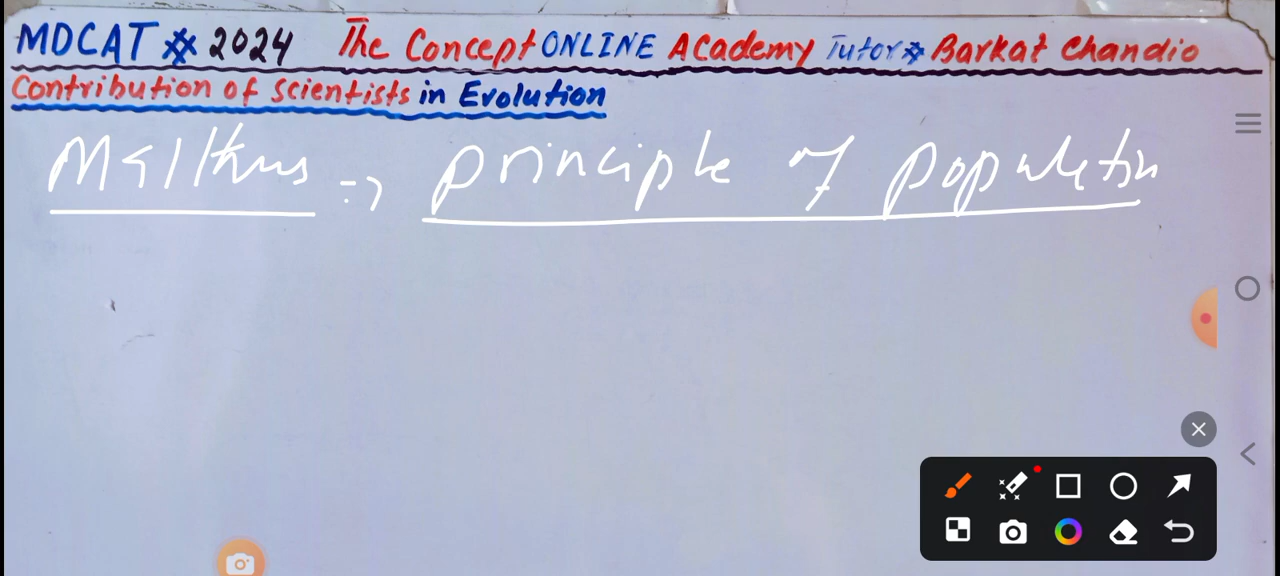 MDCAT # 2024 The Concept ONLINE Academy Tutor # Barkat Chandio
Contribution of scientists in Evolution
Malthus => principle of population